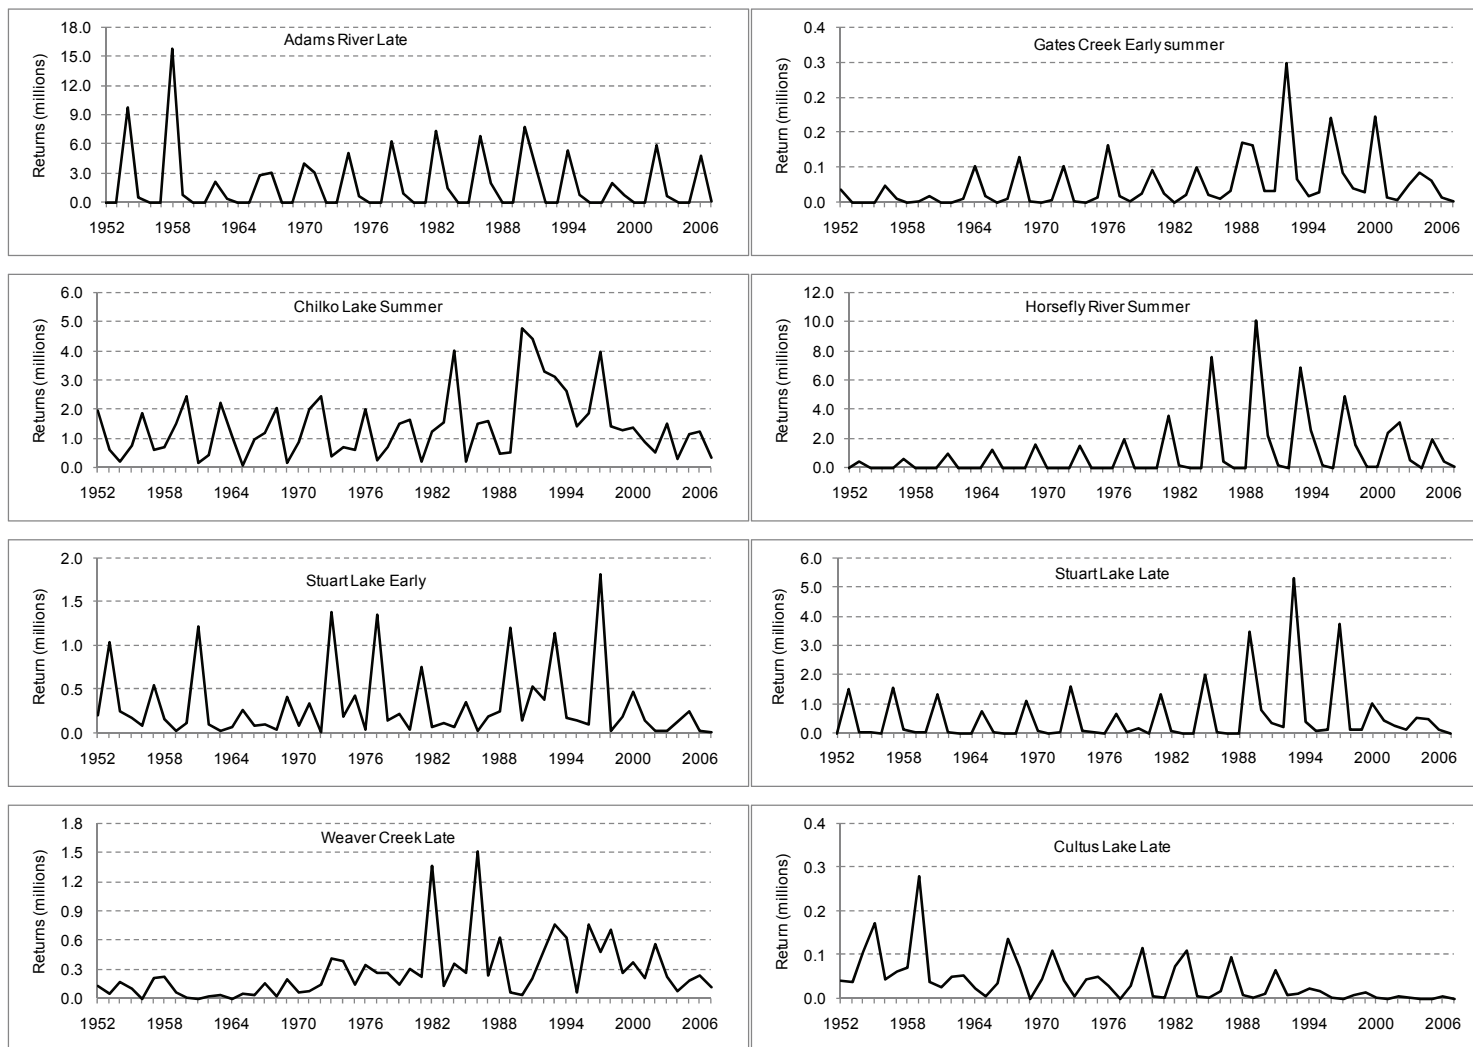 Adams River Late
Returns (millions)
18.0
15.0
12.0
9.0
6.0
3.0
0.0
1952 1958 1964 1970 1976 1982 1988 1994 2000 2006
Gates Creek Early summer
Return (millions)
0.4
0.3
0.3
0.2
0.2
0.1
0.1
0.0
1952 1958 1964 1970 1976 1982 1988 1994 2000 2006
Chilko Lake Summer
Returns (millions)
6.0
5.0
4.0
3.0
2.0
1.0
0.0
1952 1958 1964 1970 1976 1982 1988 1994 2000 2006
Horsefly River Summer
Returns (millions)
12.0
10.0
8.0
6.0
4.0
2.0
0.0
1952 1958 1964 1970 1976 1982 1988 1994 2000 2006
Stuart Lake Early
Return (millions)
2.0
1.5
1.0
0.5
0.0
1952 1958 1964 1970 1976 1982 1988 1994 2000 2006
Stuart Lake Late
Return (millions)
6.0
5.0
4.0
3.0
2.0
1.0
0.0
1952 1958 1964 1970 1976 1982 1988 1994 2000 2006
Weaver Creek Late
Returns (millions)
1.8
1.5
1.2
0.9
0.6
0.3
0.0
1952 1958 1964 1970 1976 1982 1988 1994 2000 2006
Cultus Lake Late
Return (millions)
0.4
0.3
0.2
0.1
0.0
1952 1958 1964 1970 1976 1982 1988 1994 2000 2006